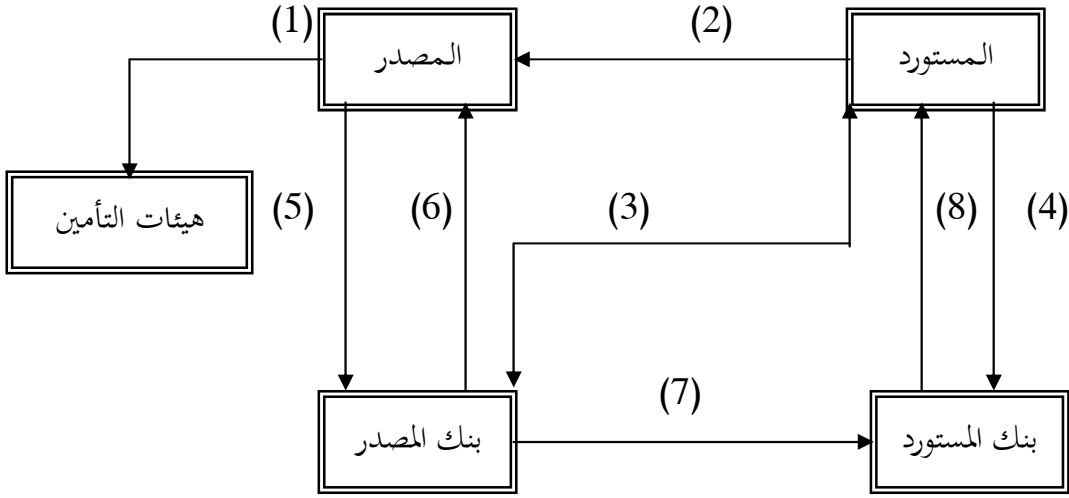 (1)
(2)
المستورد
المصدر
هيئات التأمين
(5)
(6)
(3)
(8)
(4)
(7)
بنك المستورد
بنك المصدر